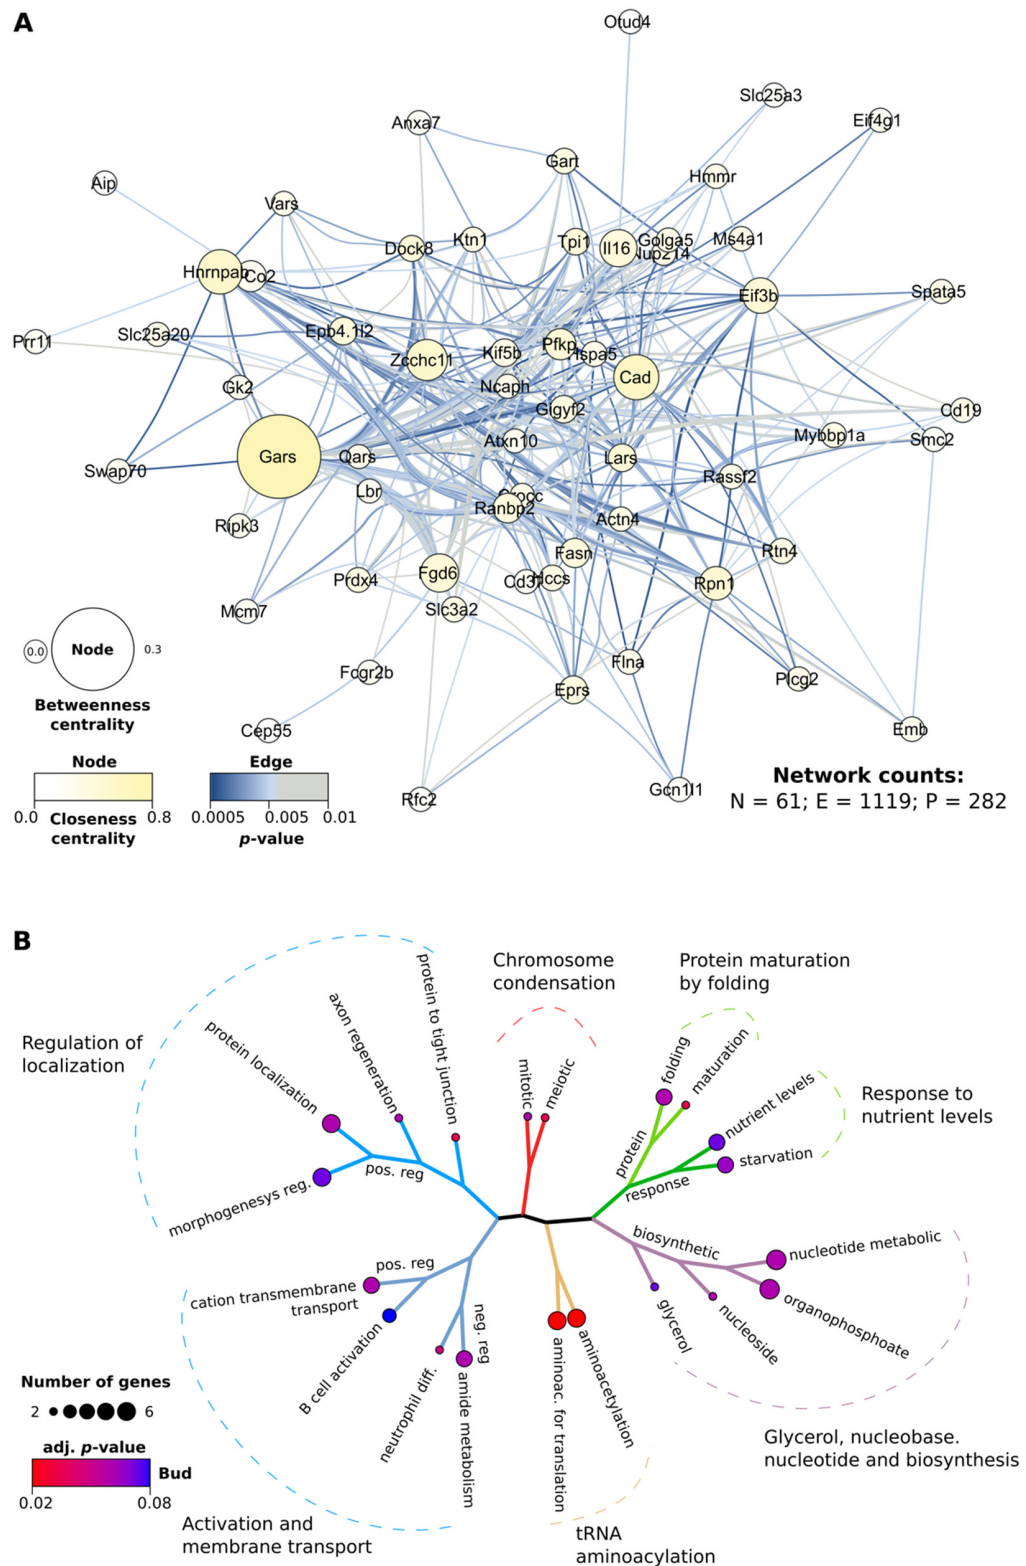 A
Otud4
Slc25a3
Anxa7
Eif4g1
Gart
Hmmr
Aip
Vars
Dock8
Ktn1
Tpi1
Il16
Golga5
Nup214
Ms4a1
Hnrnpab
Co2
Eif3b
Spata5
Prr11
Slc25a20
Epb4.1l2
Zcchc11
Kif5b
Pfkp
Hspa5
Gk2
Ncaph
Cad
Gigyf2
Cd19
Gars
Qars
Atxn10
Lars
Mybbp1a
Smc2
Swap70
Rassf2
Lbr
Crocc
Ranbp2
Actn4
Ripk3
Fasn
Rtn4
Prdx4
Fgd6
Hccs
Rpn1
Mcm7
Slc3a2
Fcgr2b
Flna
Plcg2
Eprs
Cep55
Emb
Rfc2
Gcn1l1
0.0
Node
0.3
Betweenness
centrality
Node
0.0
0.8
Closeness
centrality
Edge
0.0005
0.005
0.01
p-value
Network counts:
N = 61; E = 1119; P = 282
B
Regulation of
localization
protein localization
axon regeneration
protein to tight junction
morphogenesys reg.
pos. reg
Chromosome
condensation
mitotic
meiotic
Protein maturation
by folding
folding
maturation
protein
Response to
nutrient levels
nutrient levels
starvation
response
biosynthetic
nucleotide metabolic
organophosphoate
nucleoside
glycerol
Glycerol, nucleobase.
nucleotide and biosynthesis
pos. reg
cation transmembrane
transport
B cell activation
neg. reg
neutrophil diff.
amide metabolism
aminoac. for translation
aminoacetylation
Number of genes
2
6
adj. p-value
Bud
0.02
0.08
Activation and
membrane transport
tRNA
aminoacylation